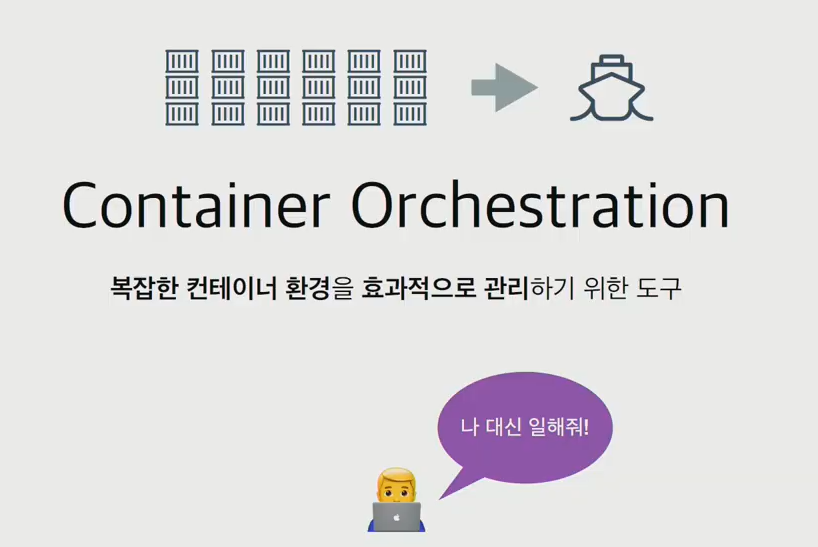 Container Orchestration
복잡한 컨테이너 환경을 효과적으로 관리하기 위한 도구
나 대신 일해줘!